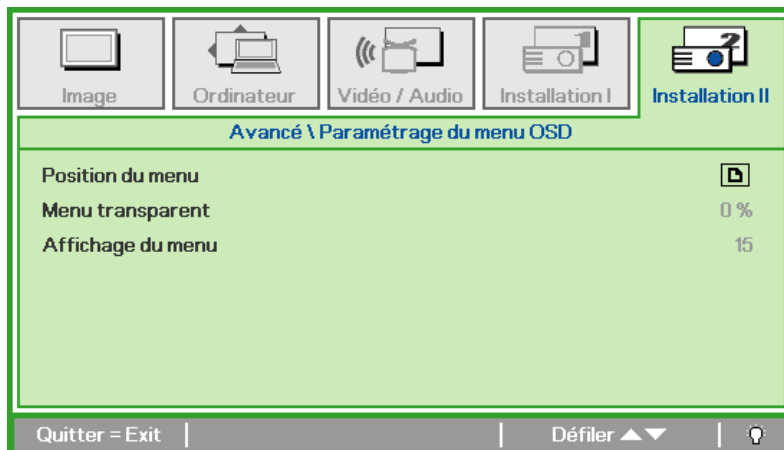 Image
Ordinateur
Vidéo / Audio
Installation I
Installation II
Avancé \ Paramétrage du menu OSD
Position du menu
Menu transparent 0 %
Affichage du menu 15
Quitter = Exit Défiler ▲▼